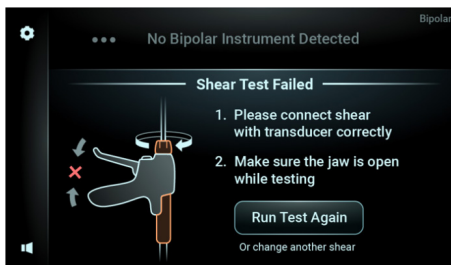 Bipolar
No Bipolar Instrument Detected
Shear Test Failed
1. Please connect shear
with transducer correctly
2. Make sure the jaw is open
while testing
Run Test Again
Or change another shear